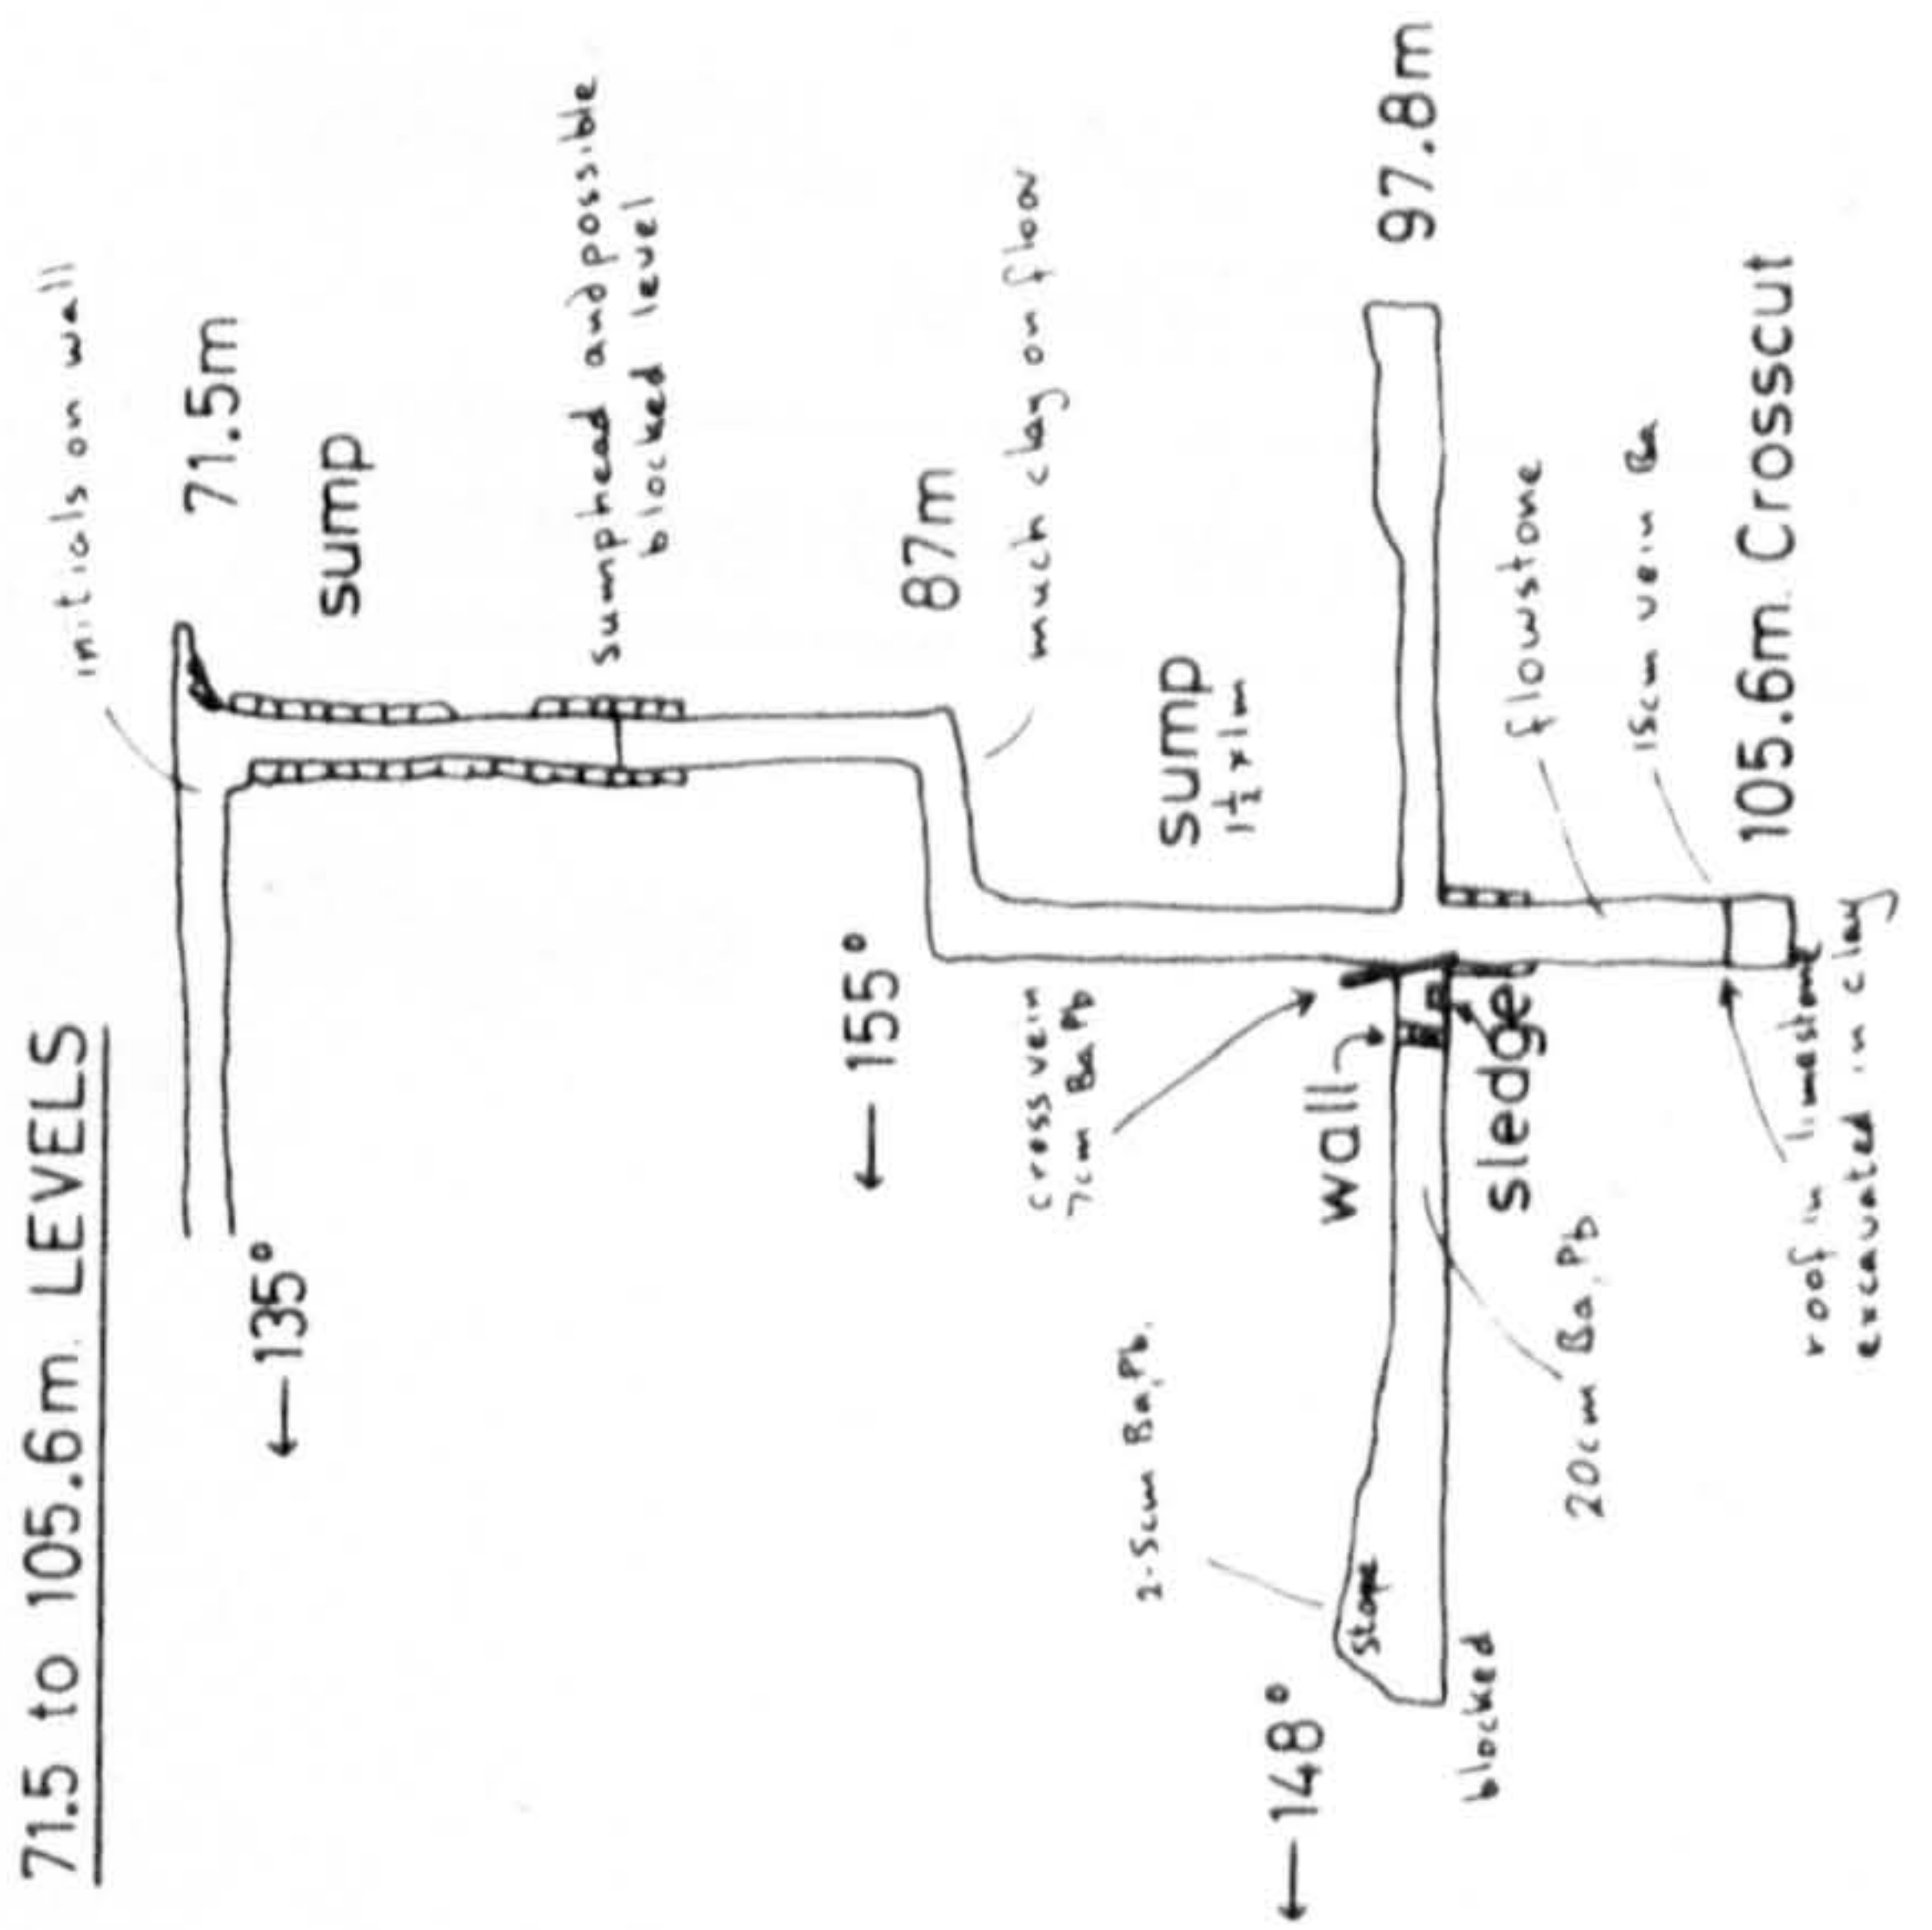 71.5 to 105.6m. LEVELS
initials on wall
71.5m
sump
←135°
sumphead and possible
blocked level
87m
much clay on floor
←155°
sump
1½ x 1m
cross vein
7cm Ba Pb
2-5cm Ba, Pb.
97.8m
wall
Stope
←148°
sledge
blocked
20cm Ba, Pb
flowstone
15cm vein Ba
105.6m. Crosscut
roof in limestone
excavated in clay